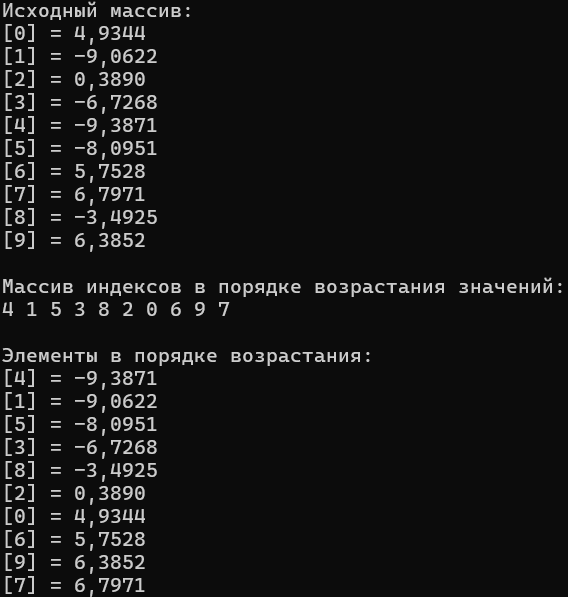 Исходный массив:
[0] = 4,9344
[1] = -9,0622
[2] = 0,3890
[3] = -6,7268
[4] = -9,3871
[5] = -8,0951
[6] = 5,7528
[7] = 6,7971
[8] = -3,4925
[9] = 6,3852
Массив индексов в порядке возрастания значений:
4 1 5 3 8 2 0 6 9 7
Элементы в порядке возрастания:
[4] = -9,3871
[1] = -9,0622
[5] = -8,0951
[3] = -6,7268
[8] = -3,4925
[2] = 0,3890
[0] = 4,9344
[6] = 5,7528
[9] = 6,3852
[7] = 6,7971